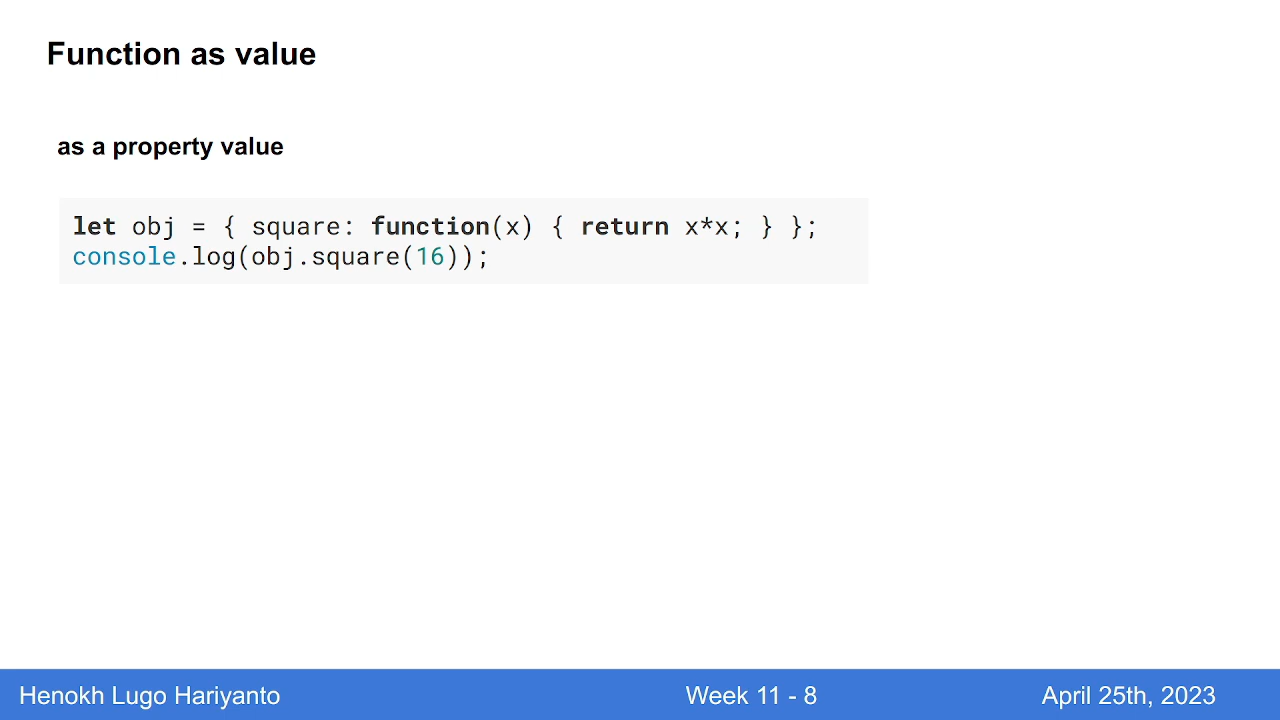 Function as value
as a property value
let obj = { square: function(x) { return x*x; } };
console.log(obj.square(16));
Henokh Lugo Hariyanto Week 11 - 8 April 25th, 2023